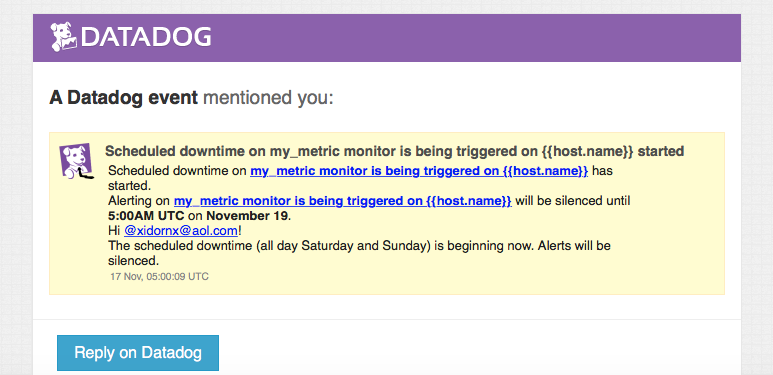 DATADOG
A Datadog event mentioned you:
Scheduled downtime on my_metric monitor is being triggered on {{host.name}} started
Scheduled downtime on my_metric monitor is being triggered on {{host.name}} has
started.
Alerting on my_metric monitor is being triggered on {{host.name}} will be silenced until
5:00AM UTC on November 19.
Hi @xidornx@aol.com!
The scheduled downtime (all day Saturday and Sunday) is beginning now. Alerts will be
silenced.
17 Nov, 05:00:09 UTC
Reply on Datadog